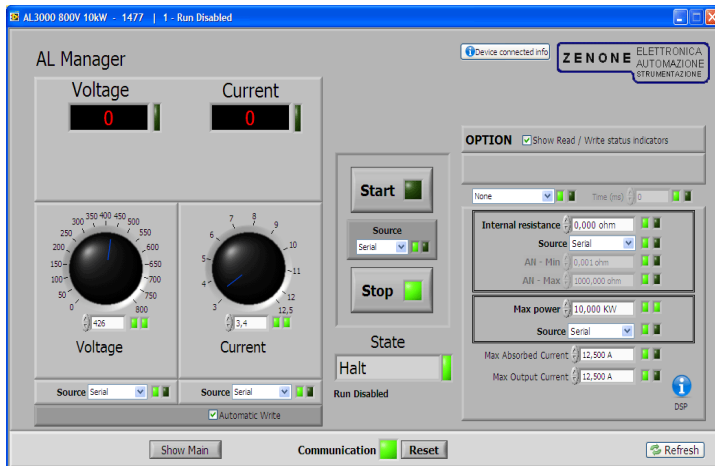 AL3000 800V 10kW - 1477 | 1 - Run Disabled
AL Manager
Device connected info
ZENONE ELETTRONICA
AUTOMAZIONE
STRUMENTAZIONE
Voltage
Current
0
0
OPTION Show Read / Write status indicators
None
Time (ms) 0
Start
Source
Serial
Stop
Internal resistance 0,000 ohm
Source Serial
AN - Min 0,001 ohm
AN - Max 1000,000 ohm
Max power 10,000 KW
Source Serial
Max Absorbed Current 12,500 A
Max Output Current 12,500 A
DSP
0
50
100
150
200
250
300
350
400
450
500
550
600
650
700
750
800
426
Voltage
3
4
5
6
7
8
9
10
11
12
12,5
3,4
Current
State
Halt
Run Disabled
Source Serial
Source Serial
Automatic Write
Show Main
Communication
Reset
Refresh